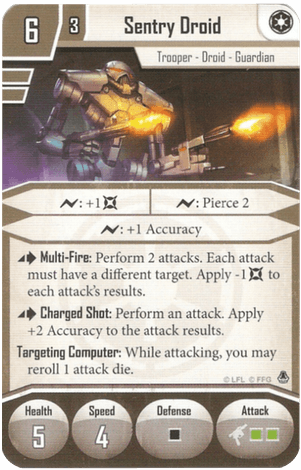 6 3 Sentry Droid
Trooper - Droid - Guardian
: +1 : Pierce 2
: +1 Accuracy
Multi-Fire: Perform 2 attacks. Each attack
must have a different target. Apply -1 to
each attack's results.
Charged Shot: Perform an attack. Apply
+2 Accuracy to the attack results.
Targeting Computer: While attacking, you may
reroll 1 attack die.
© LFL © FFG
Health Speed Defense Attack
5 4